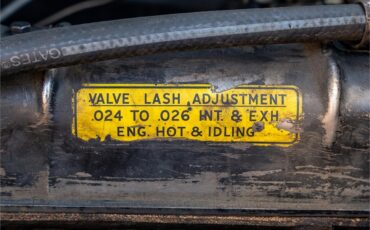 GATES
VALVE LASH ADJUSTMENT
.024 TO .026 INT. & EXH
ENG. HOT & IDLING